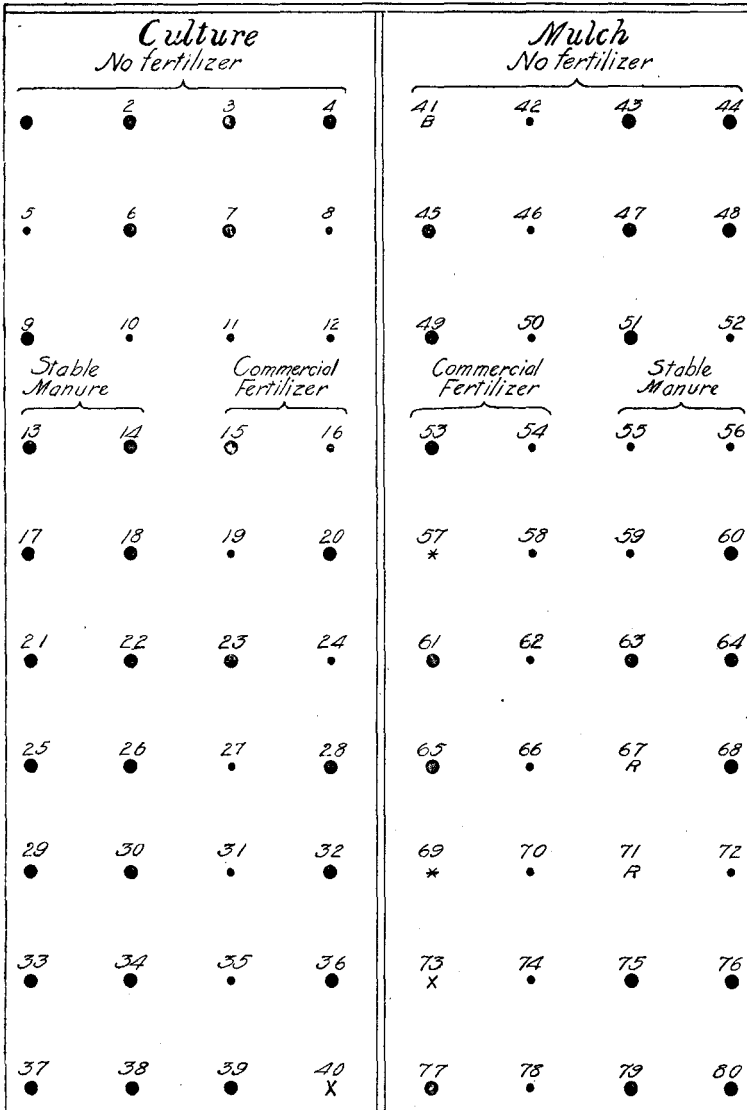 Culture
No fertilizer
2 3 4
5 6 7 8
9 10 11 12
Stable Manure
Commercial Fertilizer
13 14 15 16
17 18 19 20
21 22 23 24
25 26 27 28
29 30 31 32
33 34 35 36
37 38 39 40
X
Mulch
No fertilizer
41 42 43 44
B
45 46 47 48
49 50 51 52
Commercial Fertilizer
Stable Manure
53 54 55 56
57 58 59 60
*
61 62 63 64
65 66 67 68
R
69 70 71 72
* R
73 74 75 76
X
77 78 79 80